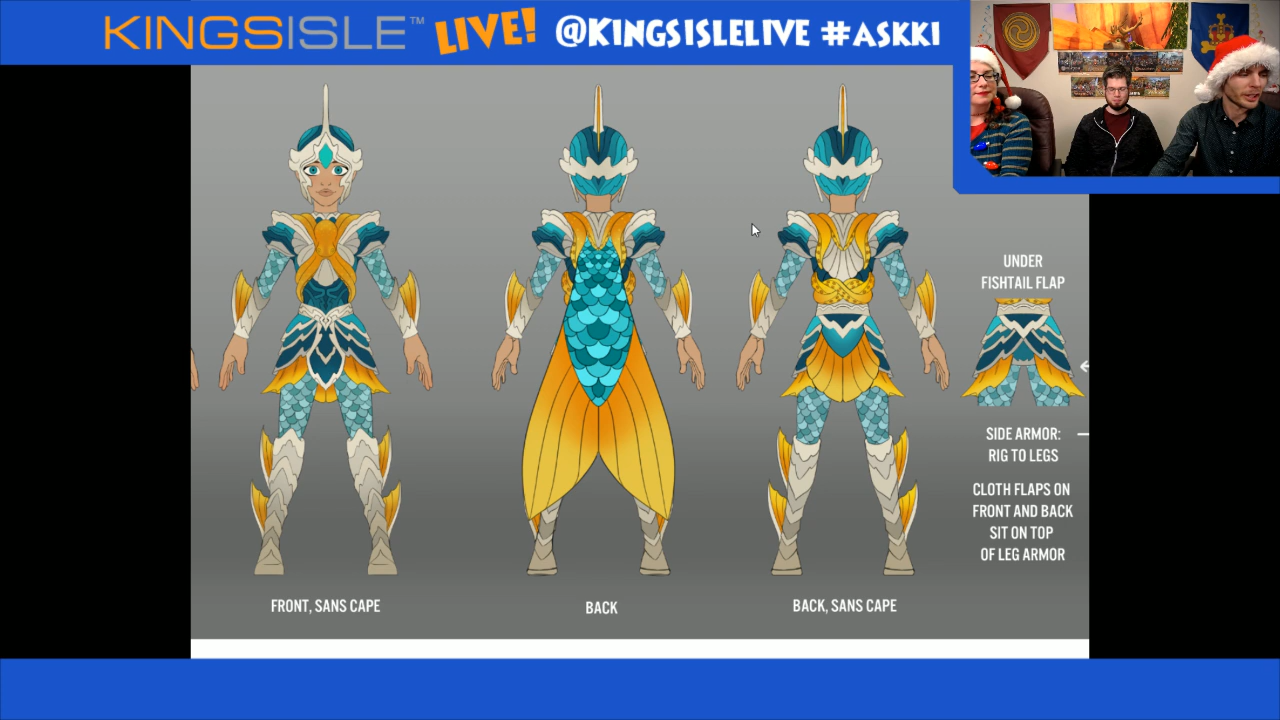 KINGSISLE™ LIVE! @KINGSISLELIVE #ASKKI
UNDER
FISHTAIL FLAP
SIDE ARMOR:
RIG TO LEGS
CLOTH FLAPS ON
FRONT AND BACK
SIT ON TOP
OF LEG ARMOR
FRONT, SANS CAPE
BACK
BACK, SANS CAPE